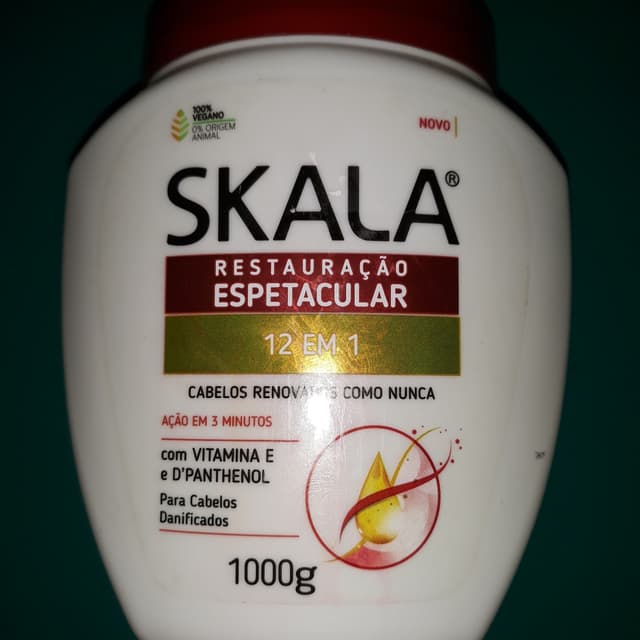 100%
VEGANO
0% ORIGEM
ANIMAL
NOVO
SKALA®
RESTAURAÇÃO
ESPETACULAR
12 EM 1
CABELOS RENOVADOS COMO NUNCA
AÇÃO EM 3 MINUTOS
com VITAMINA E
e D'PANTHENOL
Para Cabelos
Danificados
1000g